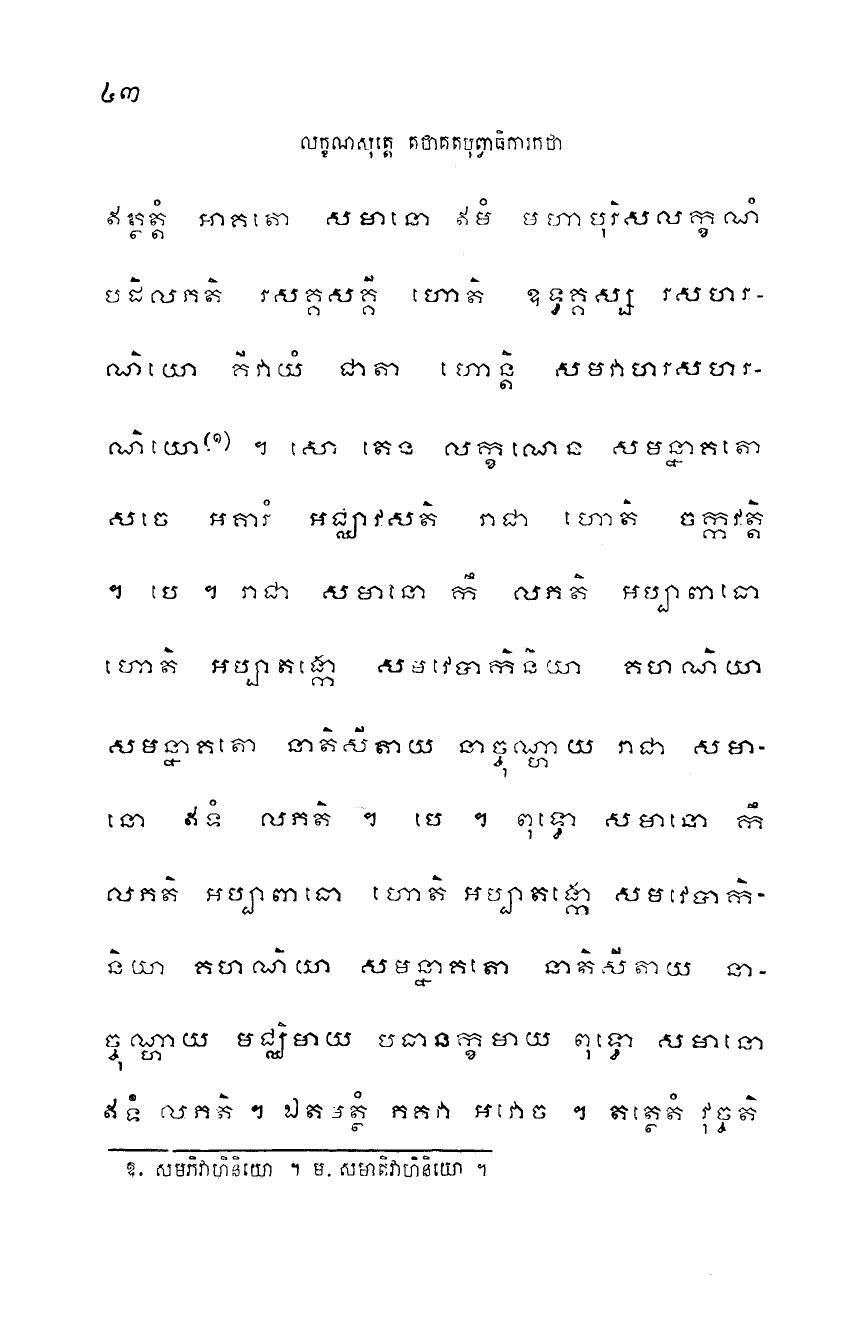 ៤៣
លក្ខណសុត្តេ តថាគតបុព្វាធិការកថា
ឥត្ថត្តំ អាគតោ សមានោ ឥមំ មហាបុរិសលក្ខណំ
បដិលភតិ រសគ្គសគ្គី ហោតិ ឧទ្ធគ្គស្ស រសហរ-
ណិយោ គីវាយំ ជាតា ហោន្តិ សមវាហរសហរ-
ណិយោ(១) ។ សោ តេន លក្ខណេន សមន្នាគតោ
សចេ អគារំ អជ្ឈាវសតិ រាជា ហោតិ ចក្កវត្តិ
។ បេ ។ រាជា សមានោ កឹ លភតិ អប្បាពាធោ
ហោតិ អប្បាតង្កោ សមវេបាកិនិយា គហណិយា
សមន្នាគតោ នាតិសីតាយ នាច្ចុណ្ហាយ រាជា សមា-
នោ ឥទំ លភតិ ។ បេ ។ ពុទ្ធោ សមានោ កឹ
លភតិ អប្បាពាធោ ហោតិ អប្បាតង្កោ សមវេបាកិ-
និយា គហណិយា សមន្នាគតោ នាតិសីតាយ នា-
ច្ចុណ្ហាយ មជ្ឈិមាយ បធានក្ខមាយ ពុទ្ធោ សមានោ
ឥទំ លភតិ ។ ឯតមត្ថំ ភគវា អវោច ។ តត្ថេតំ វុច្ចតិ
ឱ. សមភិវាហិនិយោ ។ ម. សមាភិវាហិនិយោ ។